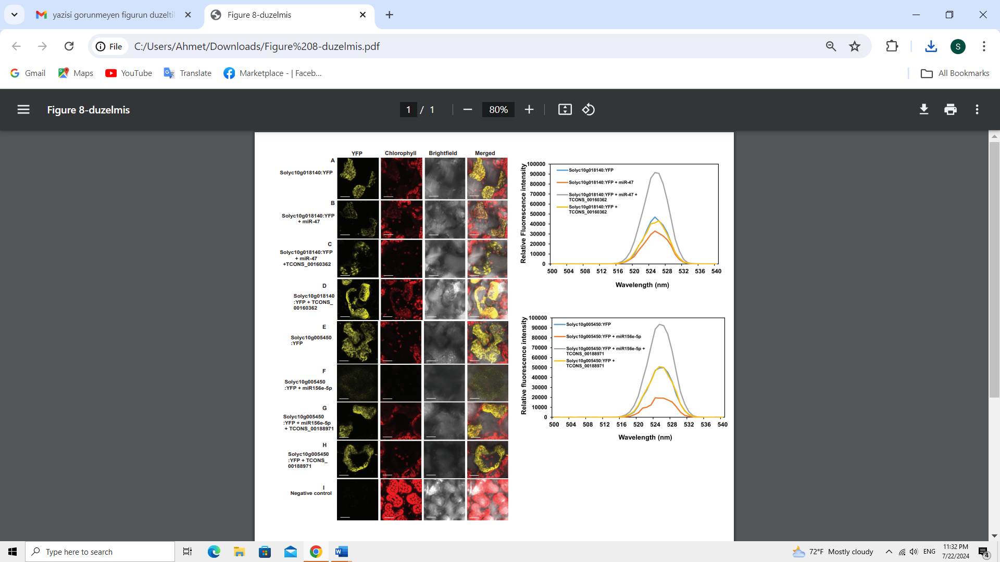 yazisi gorunmeyen figurun duzelti
Figure 8-duzelmis
File
C:/Users/Ahmet/Downloads/Figure%208-duzelmis.pdf
S
Gmail
Maps
YouTube
Translate
Marketplace - | Faceb...
All Bookmarks
Figure 8-duzelmis
1 / 1
80%
YFP Chlorophyll Brightfield Merged
A
Solyc10g018140:YFP
B
Solyc10g018140:YFP
+ miR-47
C
Solyc10g018140:YFP
+ miR-47
+TCONS_00160362
D
Solyc10g018140
:YFP + TCONS_
00160362
E
Solyc10g005450
:YFP
F
Solyc10g005450
:YFP + miR156e-5p
G
Solyc10g005450
:YFP + miR156e-5p
+ TCONS_00188971
H
Solyc10g005450
:YFP + TCONS_
00188971
I
Negative control
Relative Fluorescence intensity
100000
90000
80000
70000
60000
50000
40000
30000
20000
10000
0
Solyc10g018140:YFP
Solyc10g018140:YFP + miR-47
Solyc10g018140:YFP + miR-47 +
TCONS_00160362
Solyc10g018140:YFP +
TCONS_00160362
500 504 508 512 516 520 524 528 532 536 540
Wavelength (nm)
Relative fluorescence intensity
100000
90000
80000
70000
60000
50000
40000
30000
20000
10000
0
Solyc10g005450:YFP
Solyc10g005450:YFP + miR156e-5p
Solyc10g005450:YFP + miR156e-5p +
TCONS_00188971
Solyc10g005450:YFP +
TCONS_00188971
500 504 508 512 516 520 524 528 532 536 540
Wavelength (nm)
Type here to search
72°F Mostly cloudy
ENG
11:32 PM
7/22/2024
4